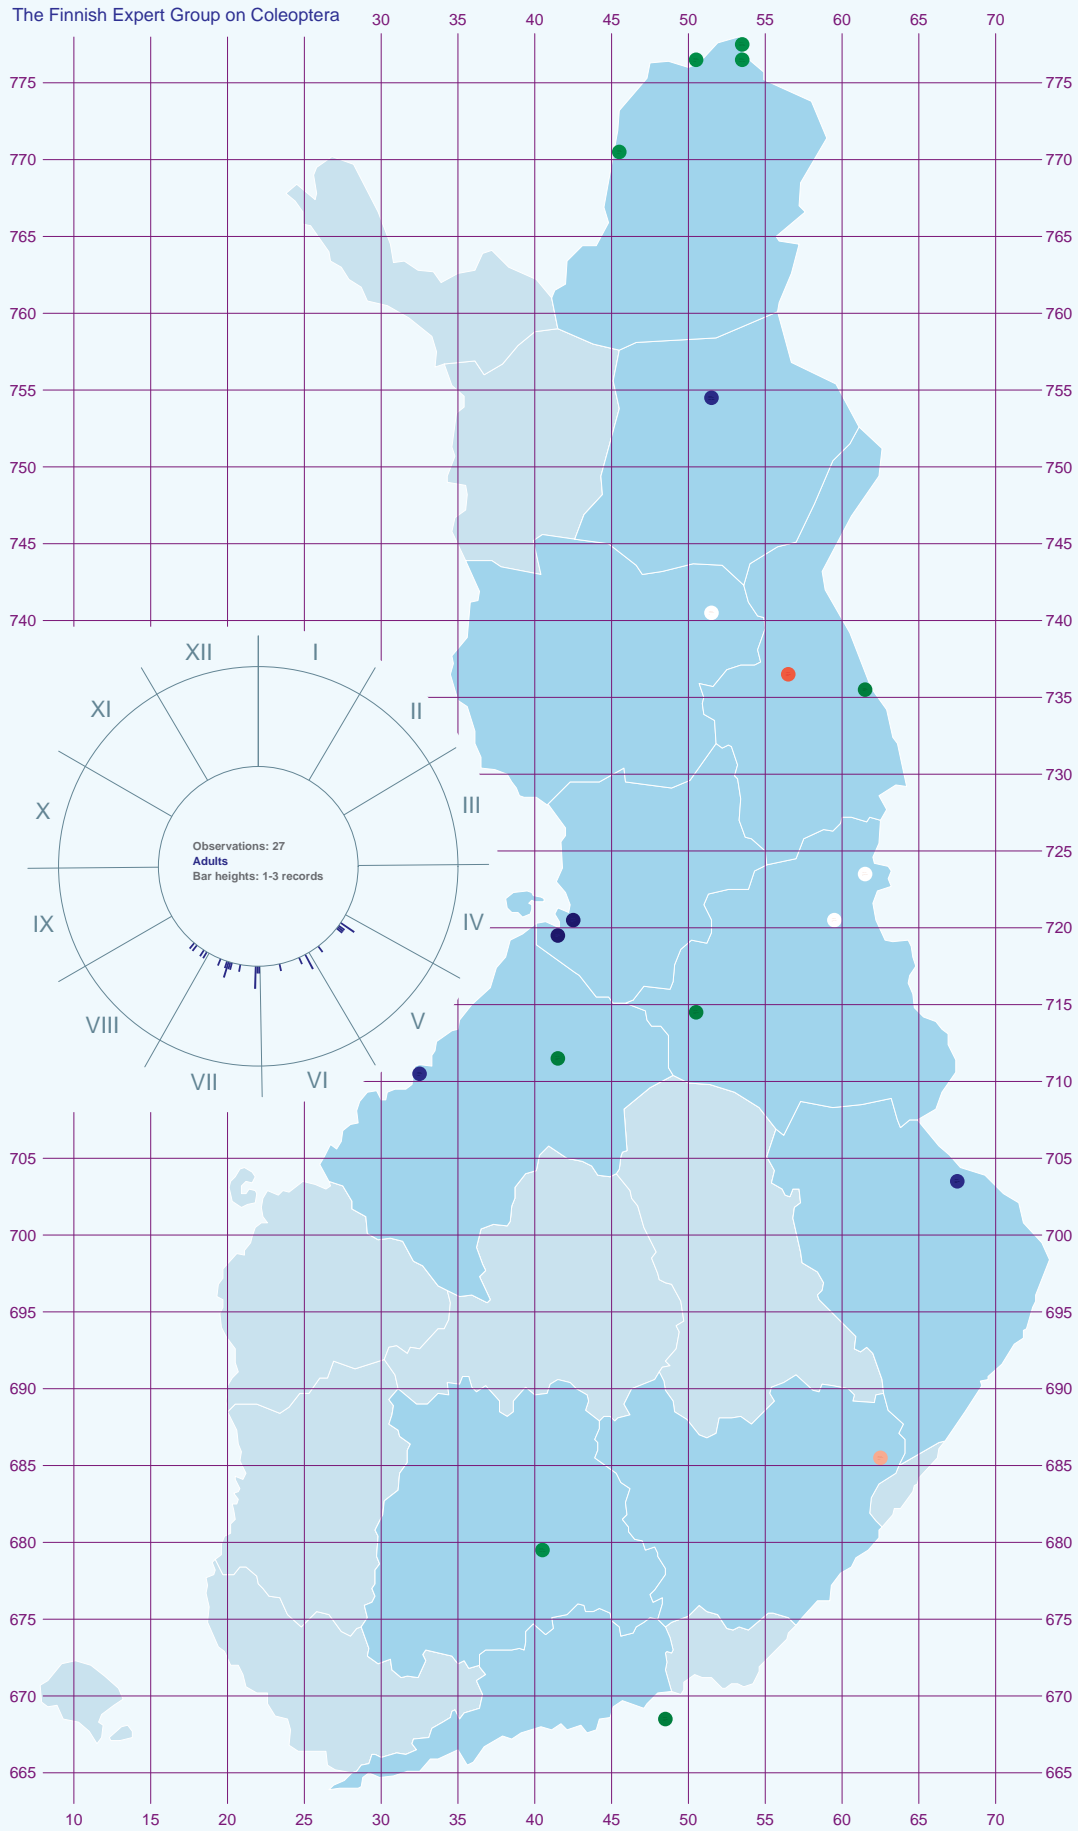 The Finnish Expert Group on Coleoptera
30 40 45 50 55 60 65 70
775 775
770 770
765 765
760 760
755 755
750 750
745 745
740 740
XII I
XI II
735
730
X III
Observations: 27
Adults
Bar heights: 1-3 records
725
IX IV
720
715
VIII V
VII VI
710
705 705
700 700
695 695
690 690
685 685
680 680
675 675
670 670
665 665
10 15 20 25 30 35 40 45 50 55 60 65 70